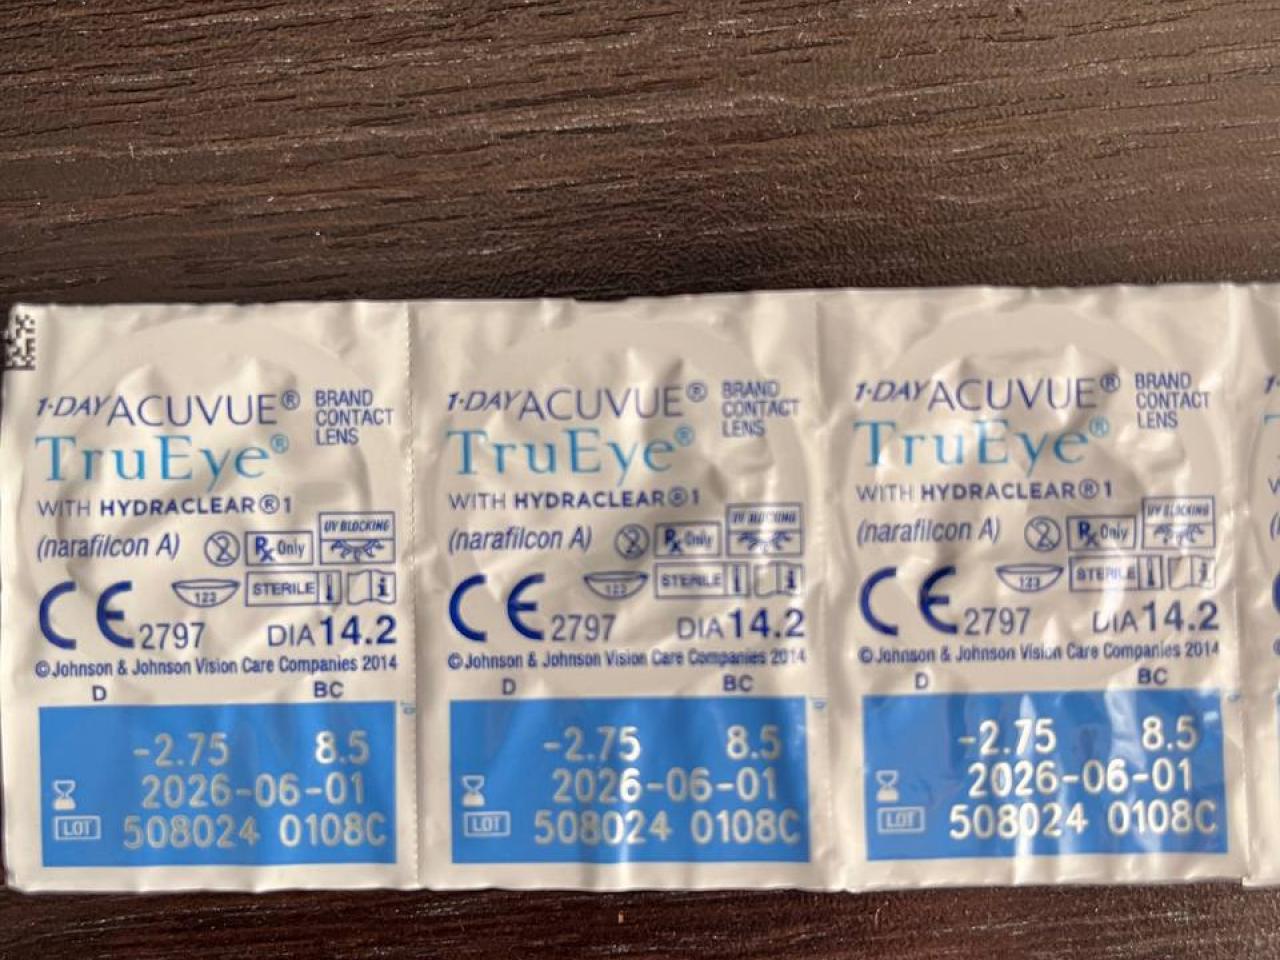 1·DAY ACUVUE® BRAND CONTACT LENS
TruEye®
WITH HYDRACLEAR®1
(narafilcon A) 2 Rx Only UV BLOCKING
CE 2797 123 STERILE i
DIA 14.2
©Johnson & Johnson Vision Care Companies 2014
D BC
-2.75 8.5
2026-06-01
LOT 508024 0108C
1·DAY ACUVUE® BRAND CONTACT LENS
TruEye®
WITH HYDRACLEAR®1
(narafilcon A) 2 Rx Only UV BLOCKING
CE 2797 123 STERILE i
DIA 14.2
©Johnson & Johnson Vision Care Companies 2014
D BC
-2.75 8.5
2026-06-01
LOT 508024 0108C
1·DAY ACUVUE® BRAND CONTACT LENS
TruEye®
WITH HYDRACLEAR®1
(narafilcon A) 2 Rx Only UV BLOCKING
CE 2797 123 STERILE i
DIA 14.2
©Johnson & Johnson Vision Care Companies 2014
D BC
-2.75 8.5
2026-06-01
LOT 508024 0108C